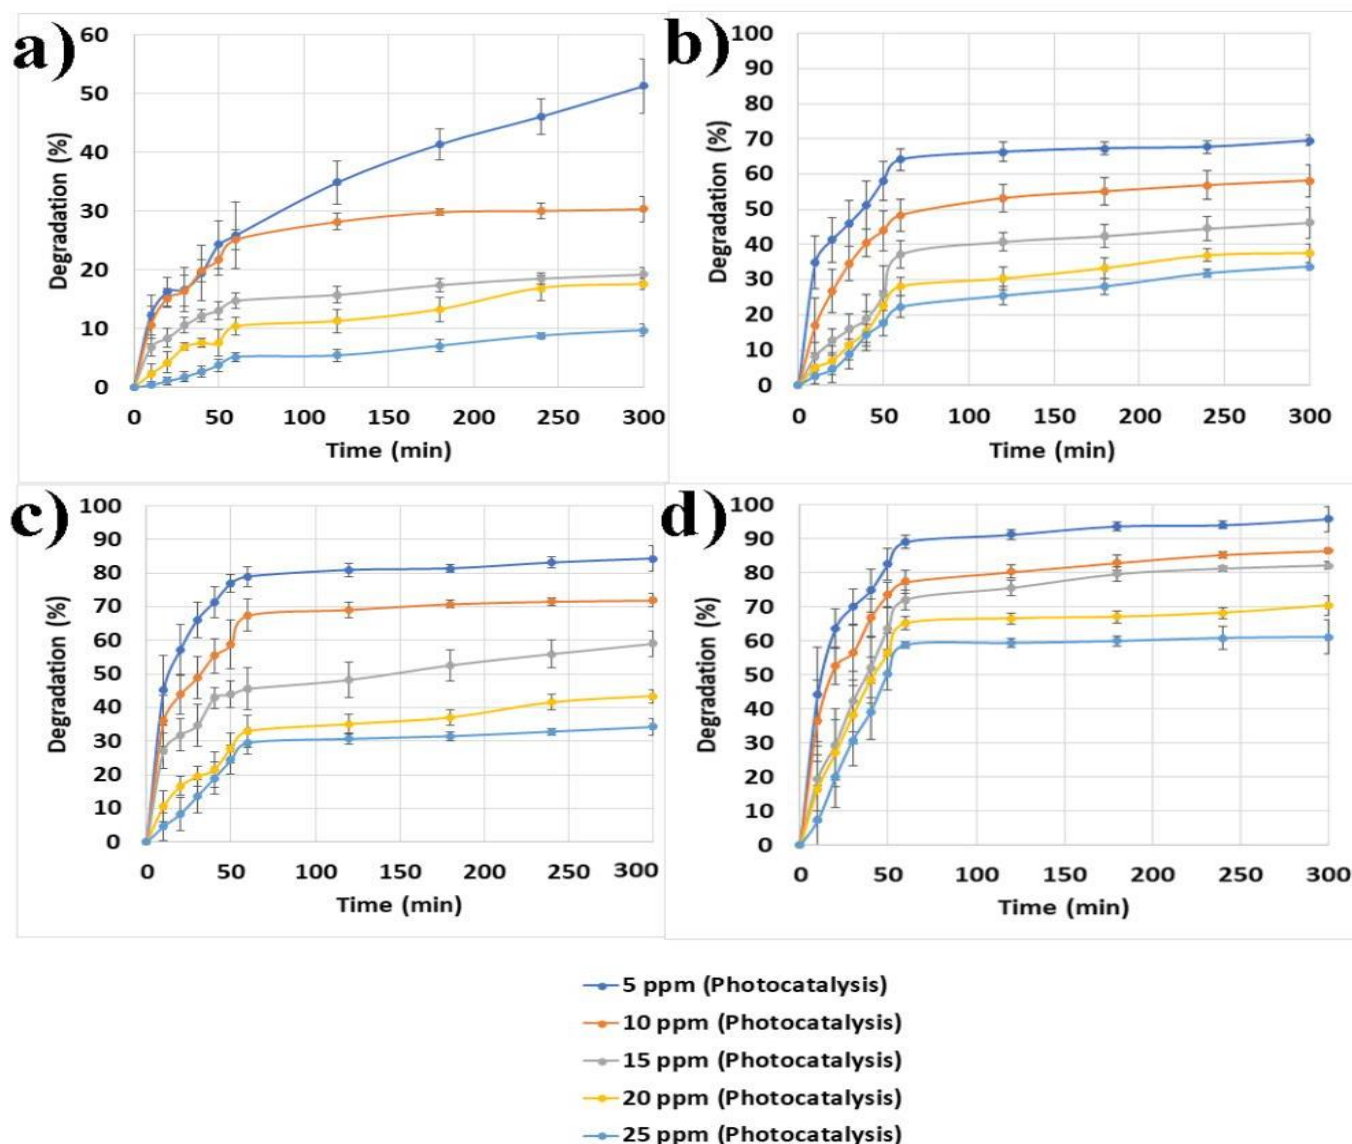 a)
60
50
40
30
20
10
0
Degradation (%)
0 50 100 150 200 250 300
Time (min)
b)
100
90
80
70
60
50
40
30
20
10
0
Degradation (%)
0 50 100 150 200 250 300
Time (min)
c)
100
90
80
70
60
50
40
30
20
10
0
Degradation (%)
0 50 100 150 200 250 300
Time (min)
d)
100
90
80
70
60
50
40
30
20
10
0
Degradation (%)
0 50 100 150 200 250 300
Time (min)
5 ppm (Photocatalysis)
10 ppm (Photocatalysis)
15 ppm (Photocatalysis)
20 ppm (Photocatalysis)
25 ppm (Photocatalysis)